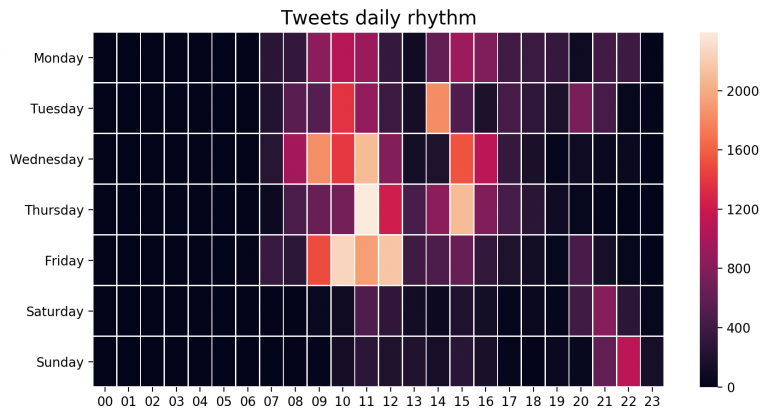 Tweets daily rhythm
Monday
Tuesday
Wednesday
Thursday
Friday
Saturday
Sunday
00 01 02 03 04 05 06 07 08 09 10 11 12 13 14 15 16 17 18 19 20 21 22 23
2000
1600
1200
800
400
0